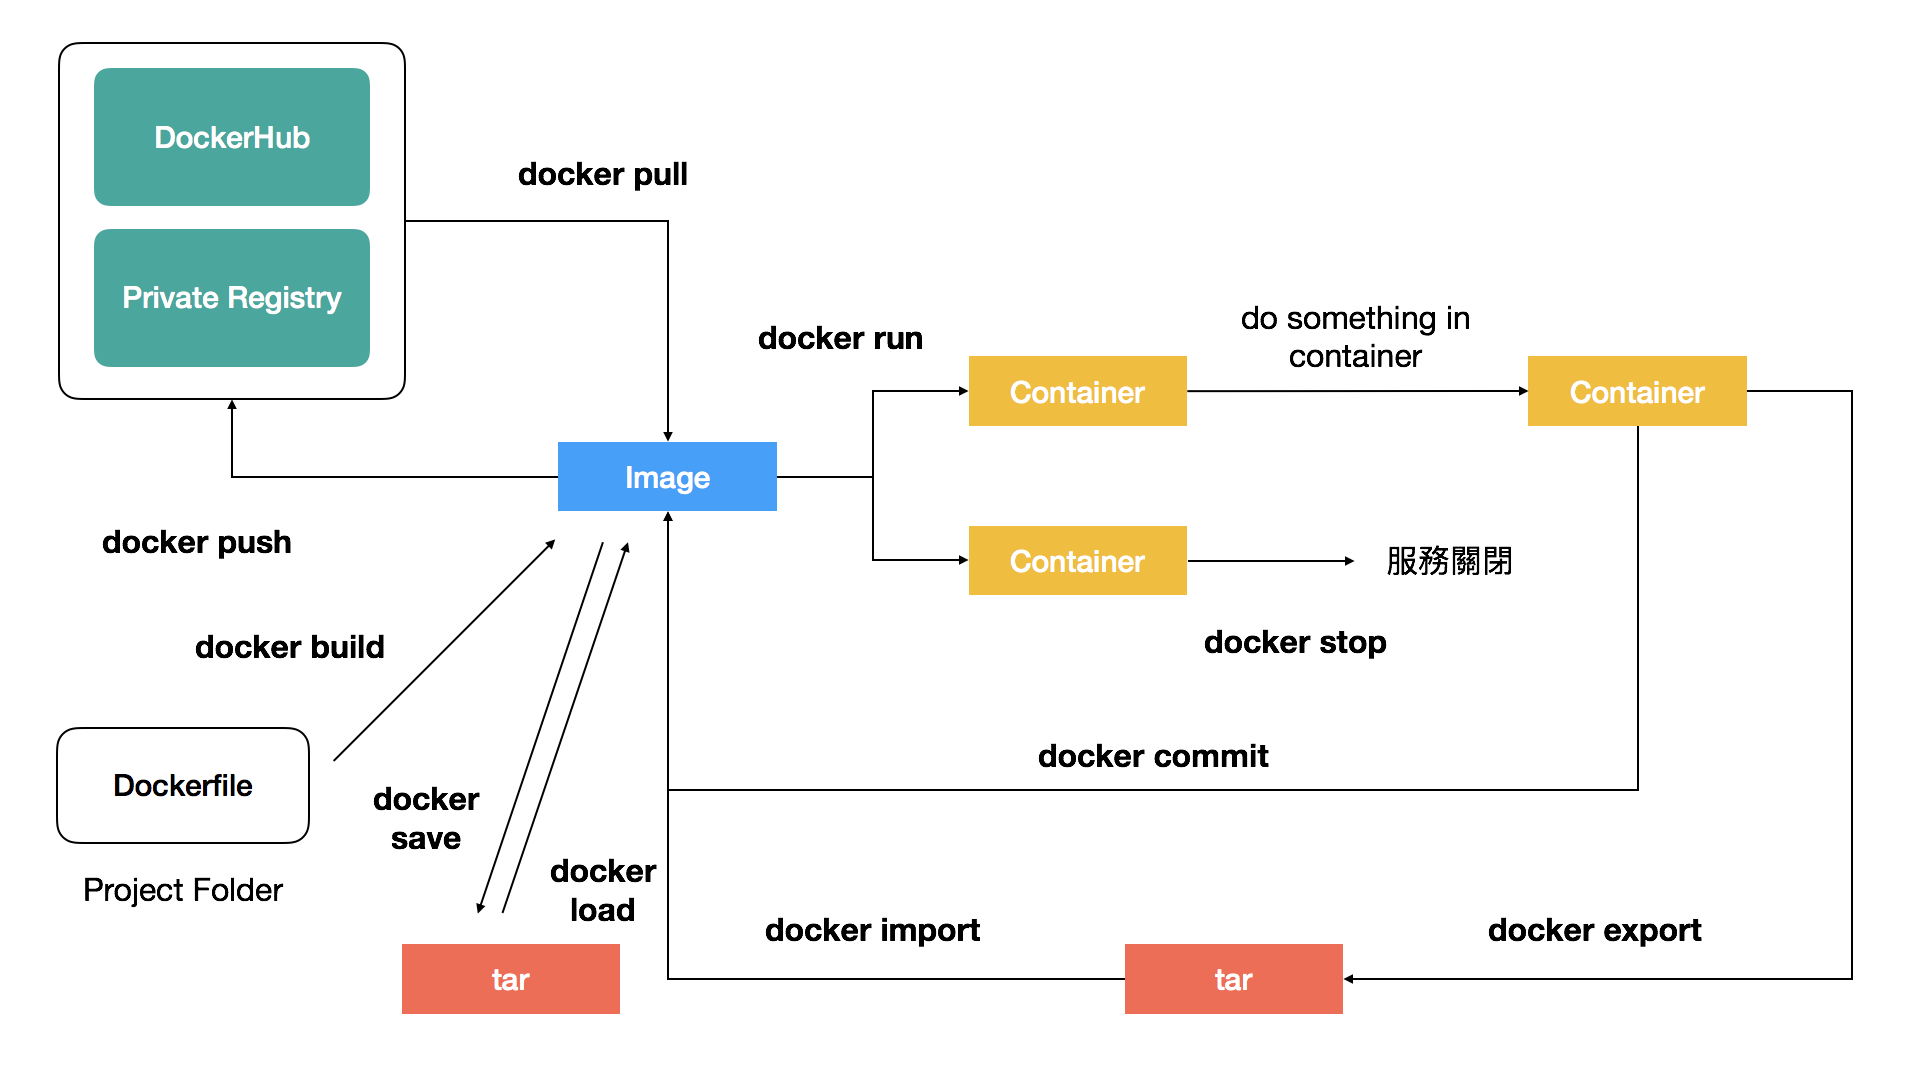 DockerHub
docker pull
Private Registry
docker run
do something in
container
Container
Container
Image
docker push
Container
服務關閉
docker build
docker stop
docker commit
Dockerfile
docker
save
docker
load
Project Folder
docker import
docker export
tar
tar